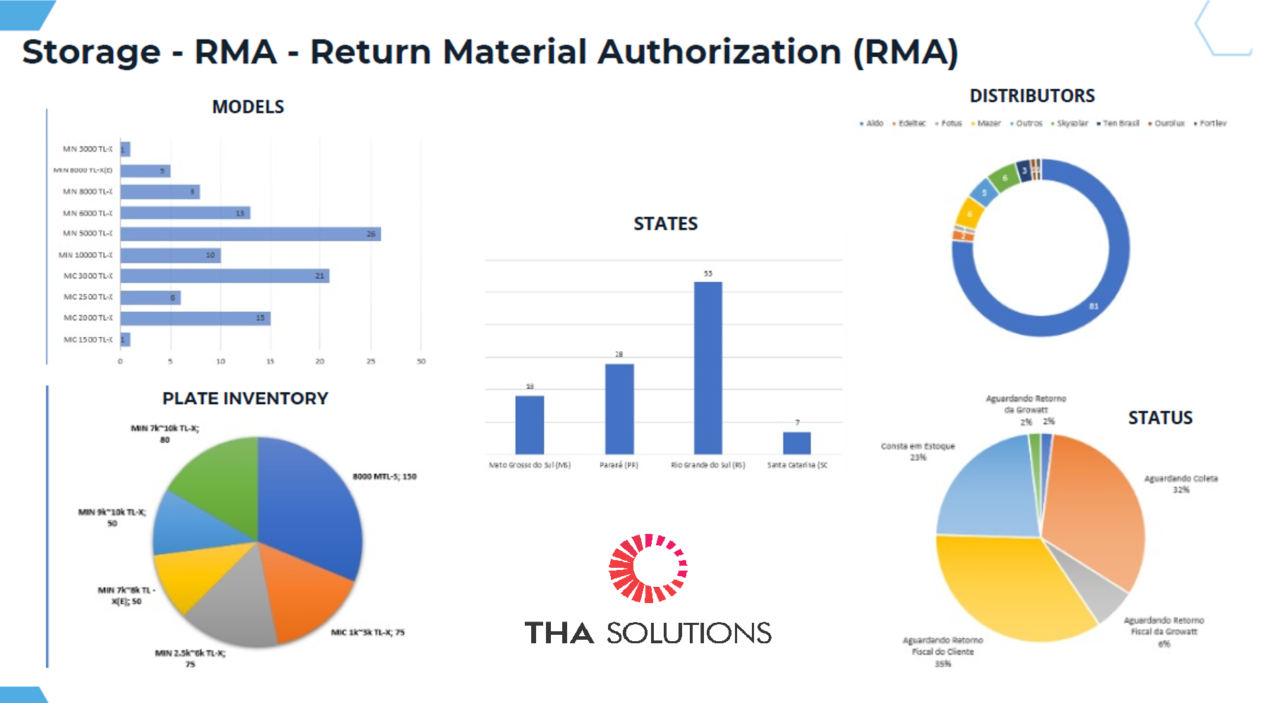 Storage - RMA - Return Material Authorization (RMA)
MODELS
MIN 3000 TL-X
1
MIN 8000 TL-X(E)
5
MIN 8000 TL-X
8
MIN 6000 TL-X
13
MIN 5000 TL-X
26
MIN 10000 TL-X
10
MIC 3000 TL-X
21
MIC 2500 TL-X
6
MIC 2000 TL-X
15
MIC 1500 TL-X
1
0 5 10 15 20 25 30
PLATE INVENTORY
MIN 7k~10k TL-X;
80
8000 MTL-S; 150
MIN 9k~10k TL-X;
50
MIN 7k~8k TL -
X(E); 50
MIC 1k~3k TL-X; 75
MIN 2.5k~6k TL-X;
75
STATES
18
28
53
7
Mato Grosso do Sul (MS) Paraná (PR) Rio Grande do Sul (RS) Santa Catarina (SC
THA SOLUTIONS
DISTRIBUTORS
Aldo Edeltec Fotus Mazer Outros Skysolar Ten Brasil Ourolux Fortlev
3
6
5
6
2
81
STATUS
Aguardando Retorno
da Growatt
2% 2%
Consta em Estoque
23%
Aguardando Coleta
32%
Aguardando Retorno
Fiscal da Growatt
6%
Aguardando Retorno
Fiscal do Cliente
35%